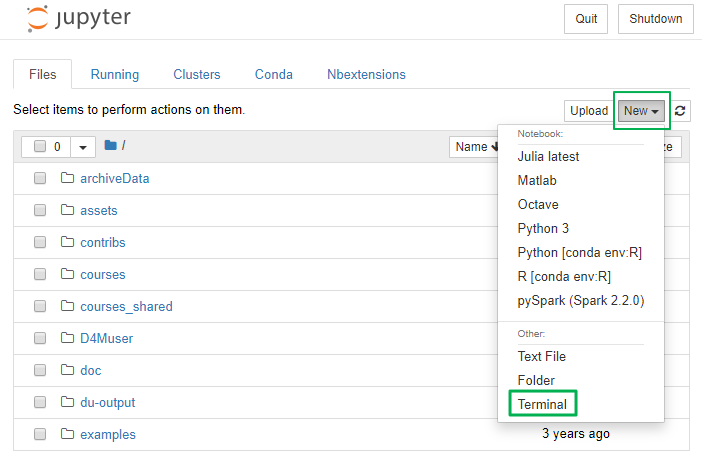 jupyter
Quit
Shutdown
Files
Running
Clusters
Conda
Nbextensions
Select items to perform actions on them.
Upload
New
0
/
Name
ze
Notebook:
Julia latest
Matlab
Octave
Python 3
Python [conda env:R]
R [conda env:R]
pySpark (Spark 2.2.0)
Other:
Text File
Folder
Terminal
archiveData
assets
contribs
courses
courses_shared
D4Muser
doc
du-output
examples
3 years ago